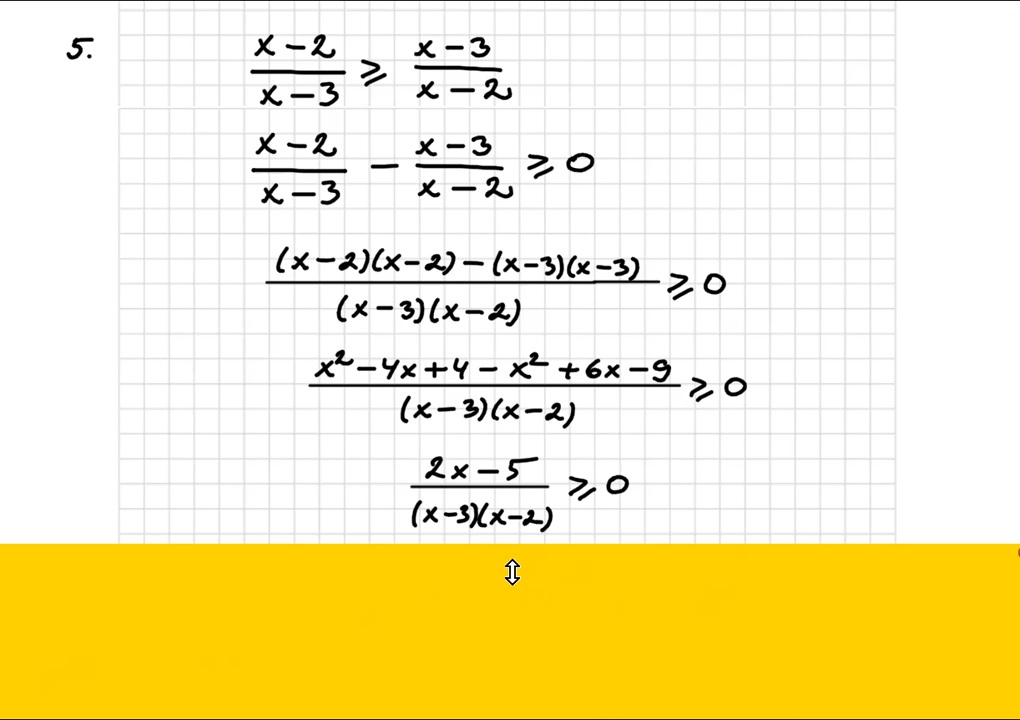 5. (x-2)/(x-3) ⩾ (x-3)/(x-2)
(x-2)/(x-3) - (x-3)/(x-2) ⩾ 0
((x-2)(x-2)-(x-3)(x-3))/((x-3)(x-2)) ⩾ 0
(x²-4x+4-x²+6x-9)/((x-3)(x-2)) ⩾ 0
(2x-5)/((x-3)(x-2)) ⩾ 0